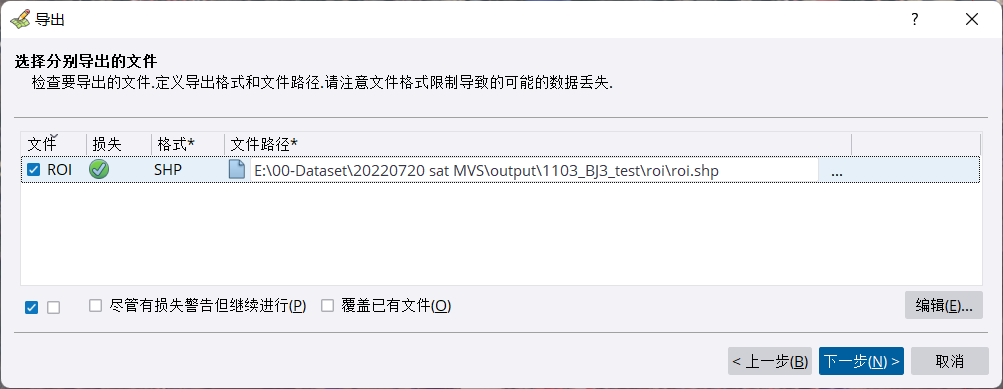 导出
?
选择分别导出的文件
检查要导出的文件.定义导出格式和文件路径.请注意文件格式限制导致的可能的数据丢失.
文件 损失 格式* 文件路径*
ROI SHP E:\00-Dataset\20220720 sat MVS\output\1103_BJ3_test\roi\roi.shp ...
尽管有损失警告但继续进行(P) 覆盖已有文件(O) 编辑(E)...
< 上一步(B) 下一步(N) > 取消